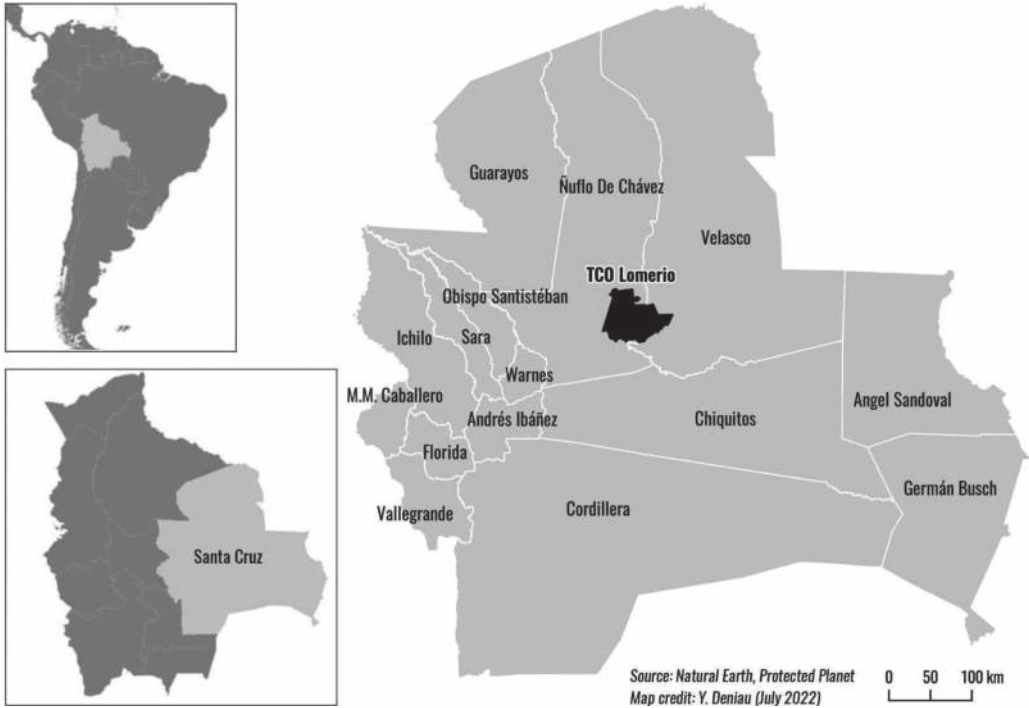 Guarayos
Ñuflo De Chávez
Velasco
TCO Lomerio
Obispo Santistéban
Ichilo
Sara
Warnes
M.M. Caballero
Andrés Ibáñez
Chiquitos
Angel Sandoval
Florida
Germán Busch
Vallegrande
Cordillera
Santa Cruz
Source: Natural Earth, Protected Planet
Map credit: Y. Deniau (July 2022)
0 50 100 km